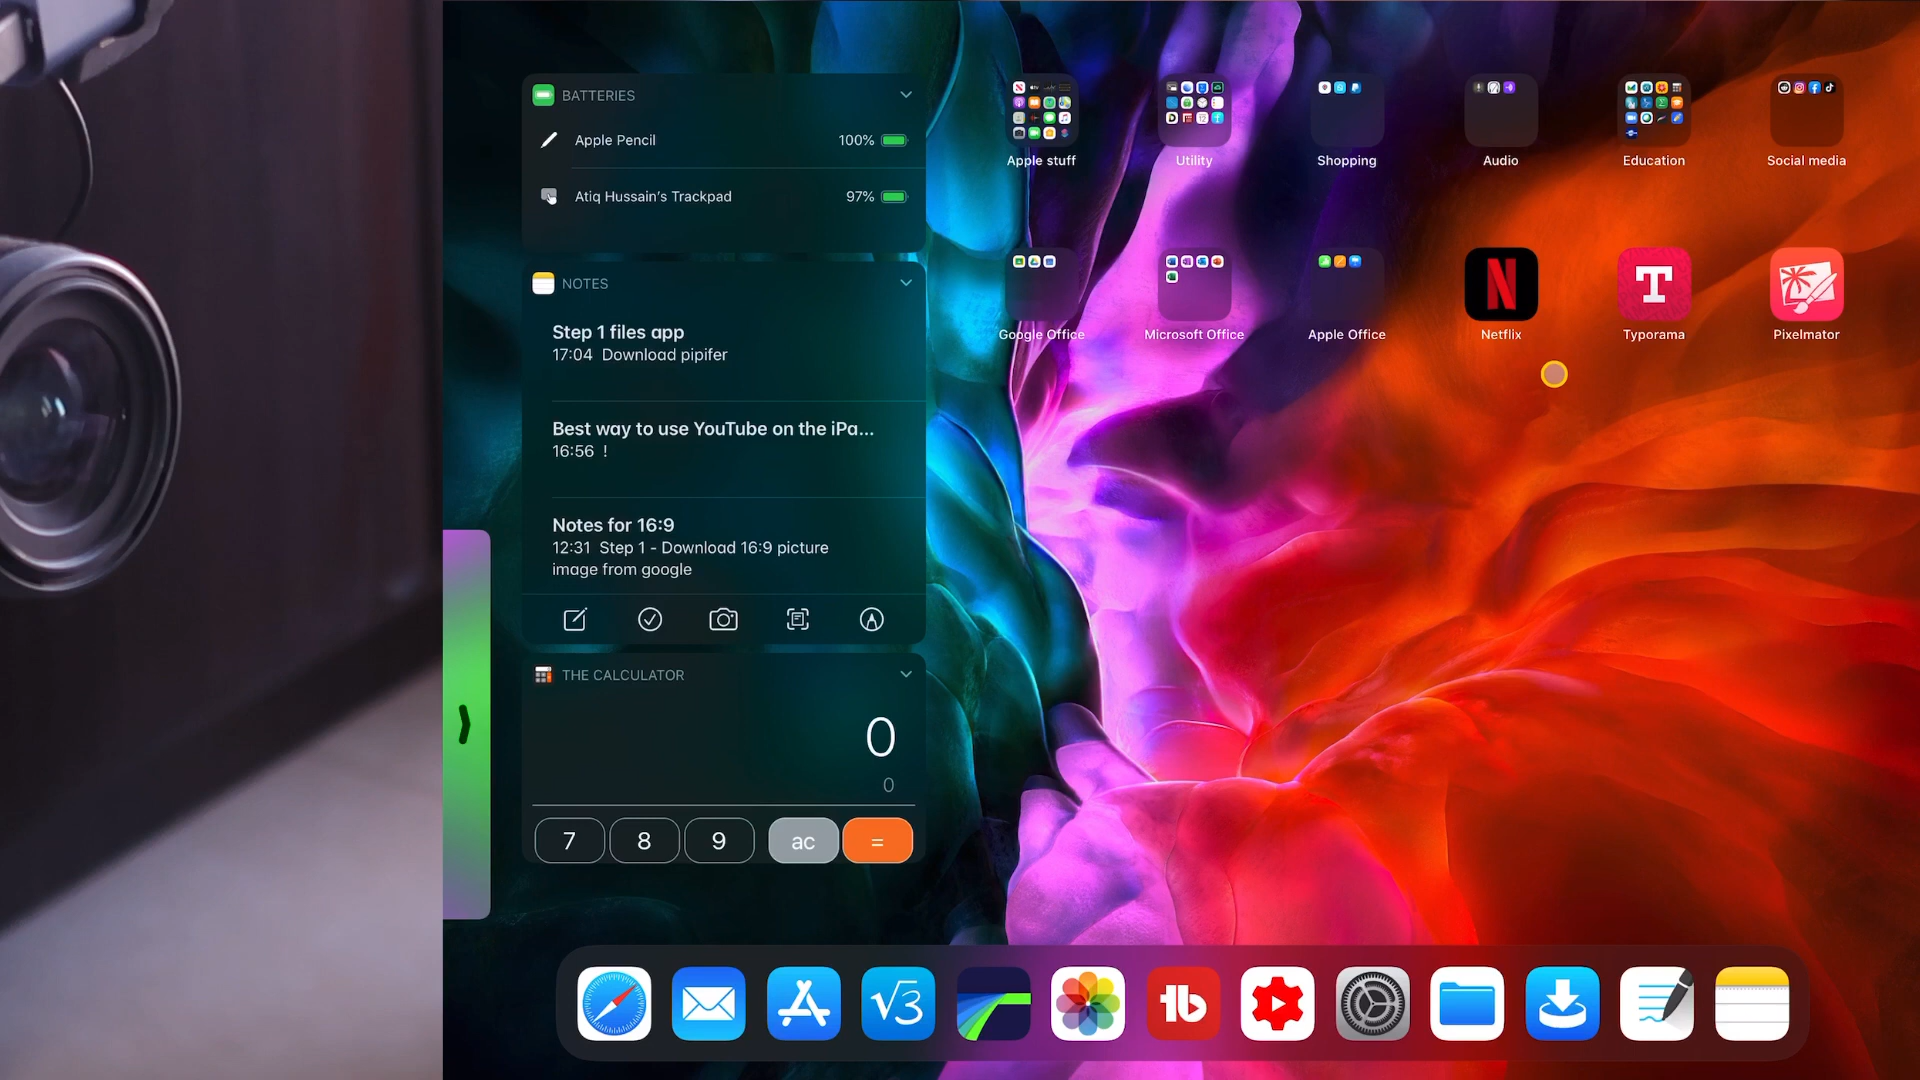 BATTERIES
Apple Pencil 100%
Atiq Hussain's Trackpad 97%
NOTES
Step 1 files app
17:04 Download pipifer
Best way to use YouTube on the iPa...
16:56 !
Notes for 16:9
12:31 Step 1 - Download 16:9 picture
image from google
THE CALCULATOR
0
0
7 8 9 ac =
Apple stuff Utility Shopping Audio Education Social media
N T
Google Office Microsoft Office Apple Office Netflix Typorama Pixelmator
√3 tb